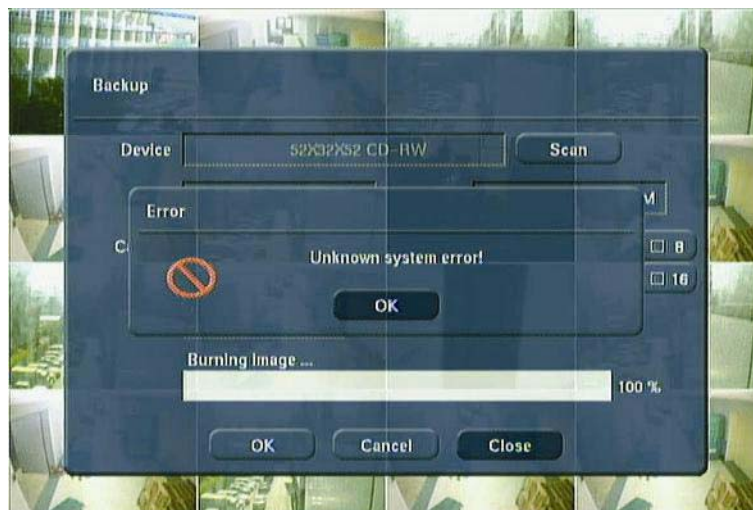 Backup
Device 52X32X52 CD-RW Scan
M
Error
Ca
8
Unknown system error!
16
OK
Burning image ...
100 %
OK Cancel Close